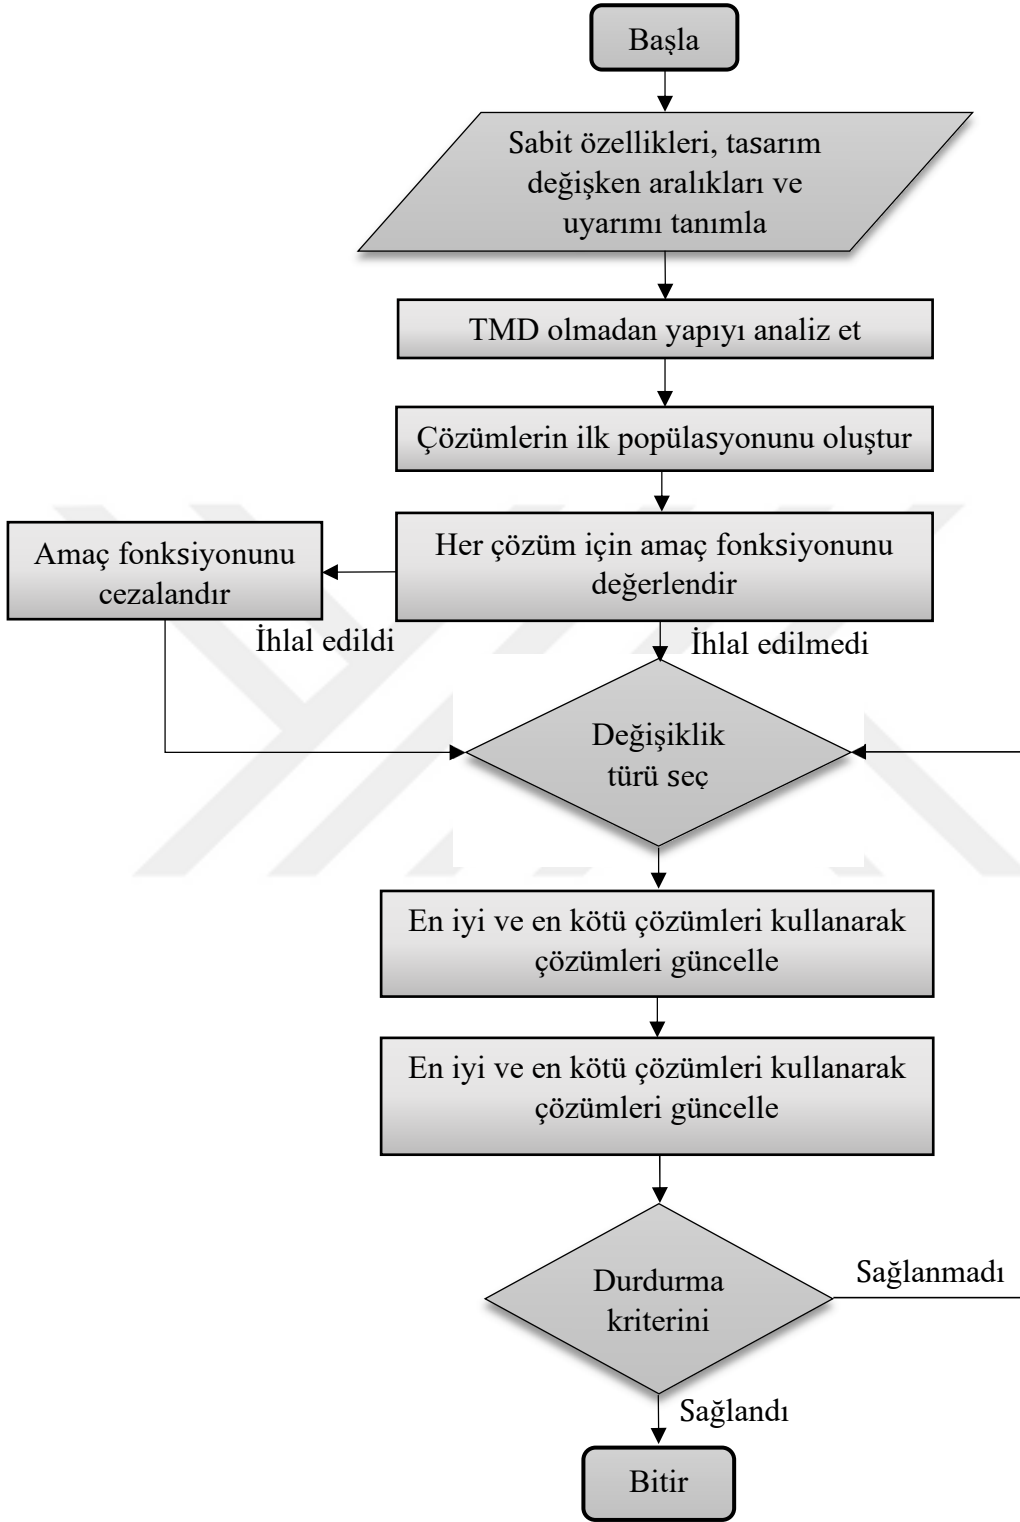 Başla
Sabit özellikleri, tasarım
değişken aralıkları ve
uyarımı tanımla
TMD olmadan yapıyı analiz et
Çözümlerin ilk popülasyonunu oluştur
Her çözüm için amaç fonksiyonunu
değerlendir
Amaç fonksiyonunu
cezalandır
İhlal edildi
İhlal edilmedi
Değişiklik
türü seç
En iyi ve en kötü çözümleri kullanarak
çözümleri güncelle
En iyi ve en kötü çözümleri kullanarak
çözümleri güncelle
Durdurma
kriterini
Sağlanmadı
Sağlandı
Bitir